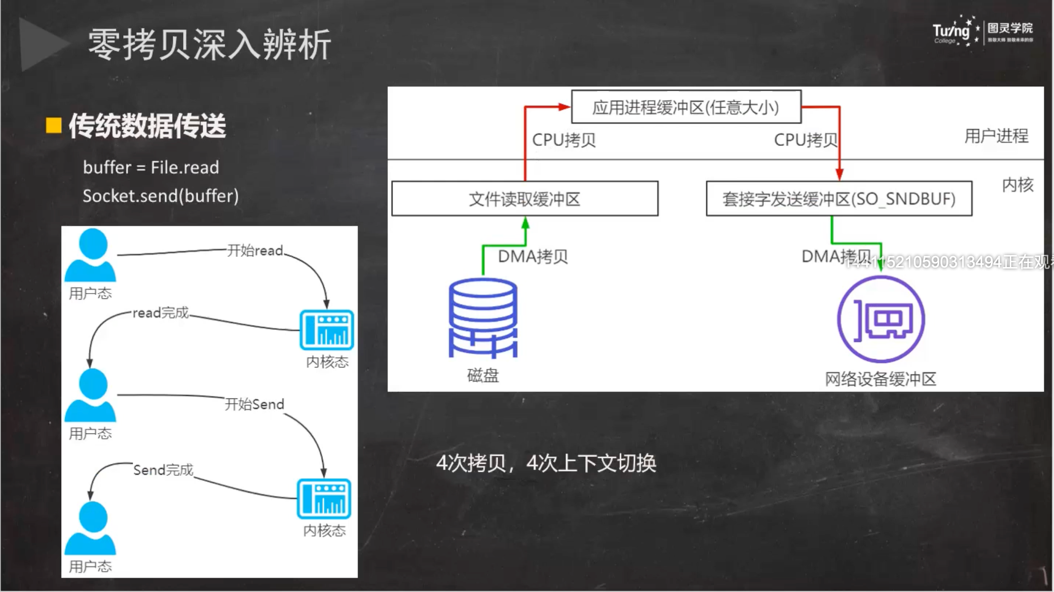 零拷贝深入辨析
Tu/ng
College
图灵学院
传统数据传送
buffer = File.read
Socket.send(buffer)
用户态
开始read
read完成
内核态
用户态
开始Send
Send完成
内核态
用户态
应用进程缓冲区(任意大小)
CPU拷贝
CPU拷贝
用户进程
内核
文件读取缓冲区
套接字发送缓冲区(SO_SNDBUF)
DMA拷贝
DMA拷贝
144115210590313494正在观看
磁盘
网络设备缓冲区
4次拷贝，4次上下文切换